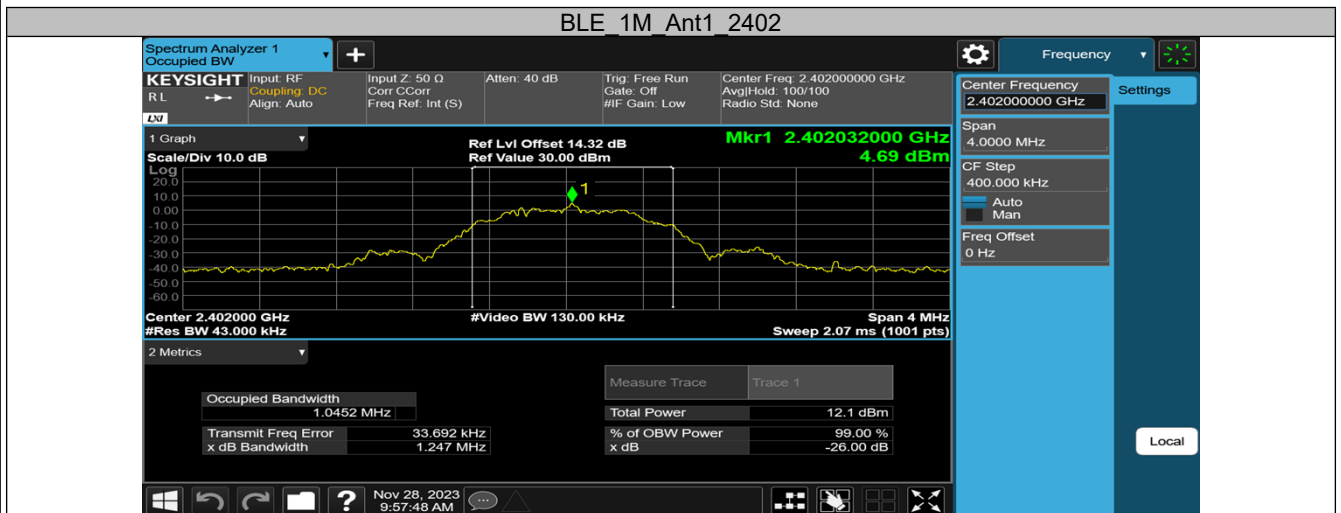 BLE_1M_Ant1_2402
Spectrum Analyzer 1
Occupied BW
+
Frequency
KEYSIGHT
RL
LXI
Input: RF
Coupling: DC
Align: Auto
Input Z: 50 Ω
Corr CCorr
Freq Ref: Int (S)
Atten: 40 dB
Trig: Free Run
Gate: Off
#IF Gain: Low
Center Freq: 2.402000000 GHz
Avg|Hold: 100/100
Radio Std: None
Center Frequency
2.402000000 GHz
Settings
Span
4.0000 MHz
CF Step
400.000 kHz
Auto
Man
Freq Offset
0 Hz
1 Graph
Scale/Div 10.0 dB
Ref Lvl Offset 14.32 dB
Ref Value 30.00 dBm
Mkr1 2.402032000 GHz
4.69 dBm
Log
20.0
10.0
0.00
-10.0
-20.0
-30.0
-40.0
-50.0
-60.0
1
Center 2.402000 GHz
#Res BW 43.000 kHz
#Video BW 130.00 kHz
Span 4 MHz
Sweep 2.07 ms (1001 pts)
2 Metrics
Measure Trace Trace 1
Occupied Bandwidth
1.0452 MHz
Total Power 12.1 dBm
Transmit Freq Error 33.692 kHz
% of OBW Power 99.00 %
x dB Bandwidth 1.247 MHz
x dB -26.00 dB
Local
?
Nov 28, 2023
9:57:48 AM